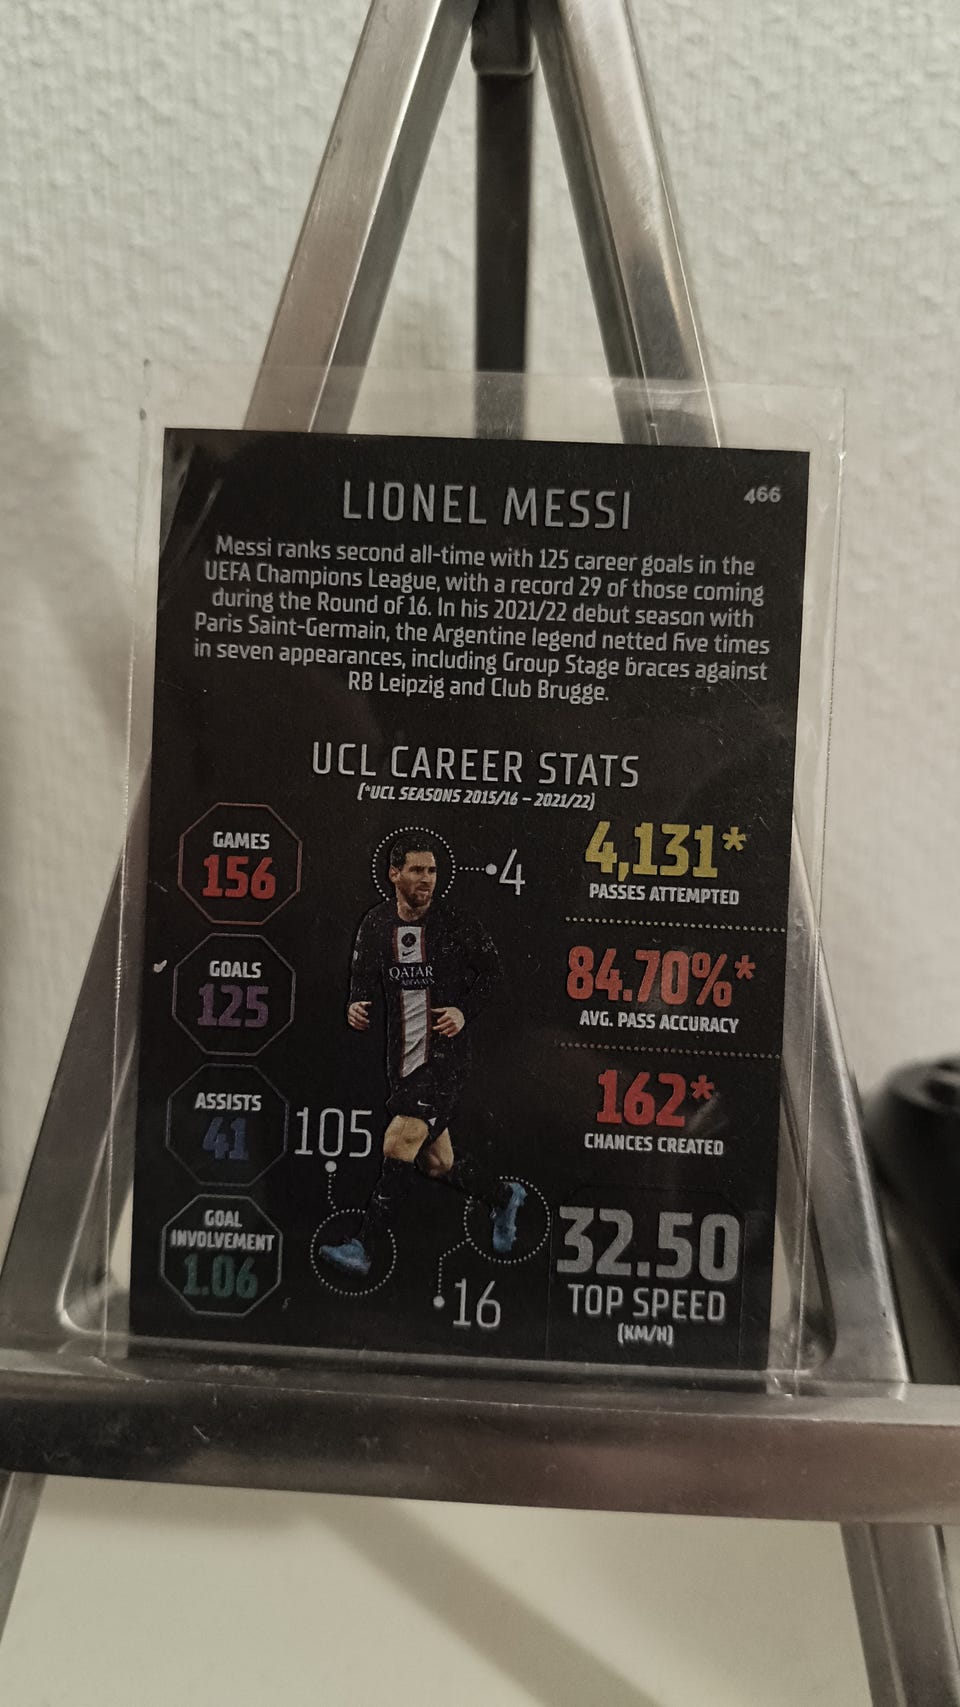 LIONEL MESSI
466
Messi ranks second all-time with 125 career goals in the
UEFA Champions League, with a record 29 of those coming
during the Round of 16. In his 2021/22 debut season with
Paris Saint-Germain, the Argentine legend netted five times
in seven appearances, including Group Stage braces against
RB Leipzig and Club Brugge.
UCL CAREER STATS
(*UCL SEASONS 2015/16 – 2021/22)
GAMES
156
GOALS
125
ASSISTS
41
GOAL
INVOLVEMENT
1.06
4
QATAR
AIRWAYS
105
16
4,131*
PASSES ATTEMPTED
84.70%*
AVG. PASS ACCURACY
162*
CHANCES CREATED
32.50
TOP SPEED
(KM/H)